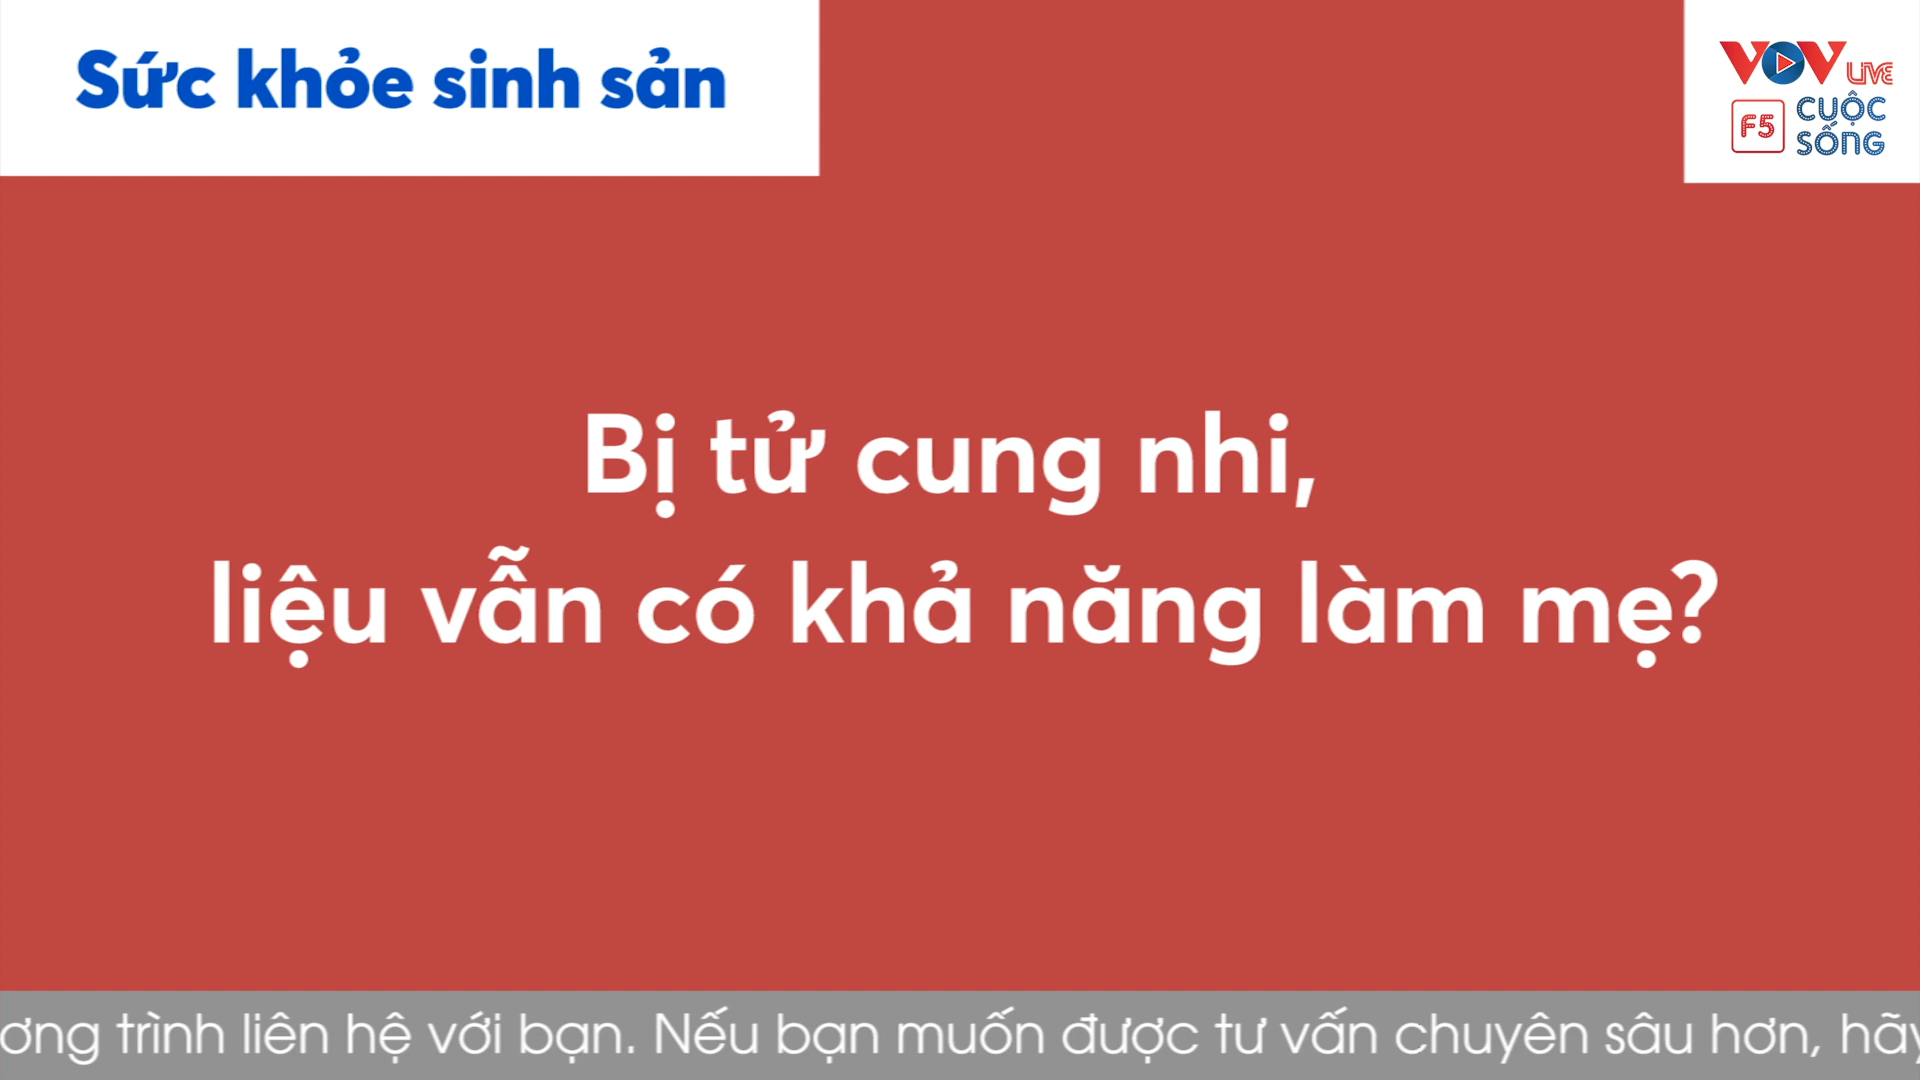 Sức khỏe sinh sản
VOV LIVE
F5 CUỘC SỐNG
Bị tử cung nhi,
liệu vẫn có khả năng làm mẹ?
ơng trình liên hệ với bạn. Nếu bạn muốn được tư vấn chuyên sâu hơn, hãy